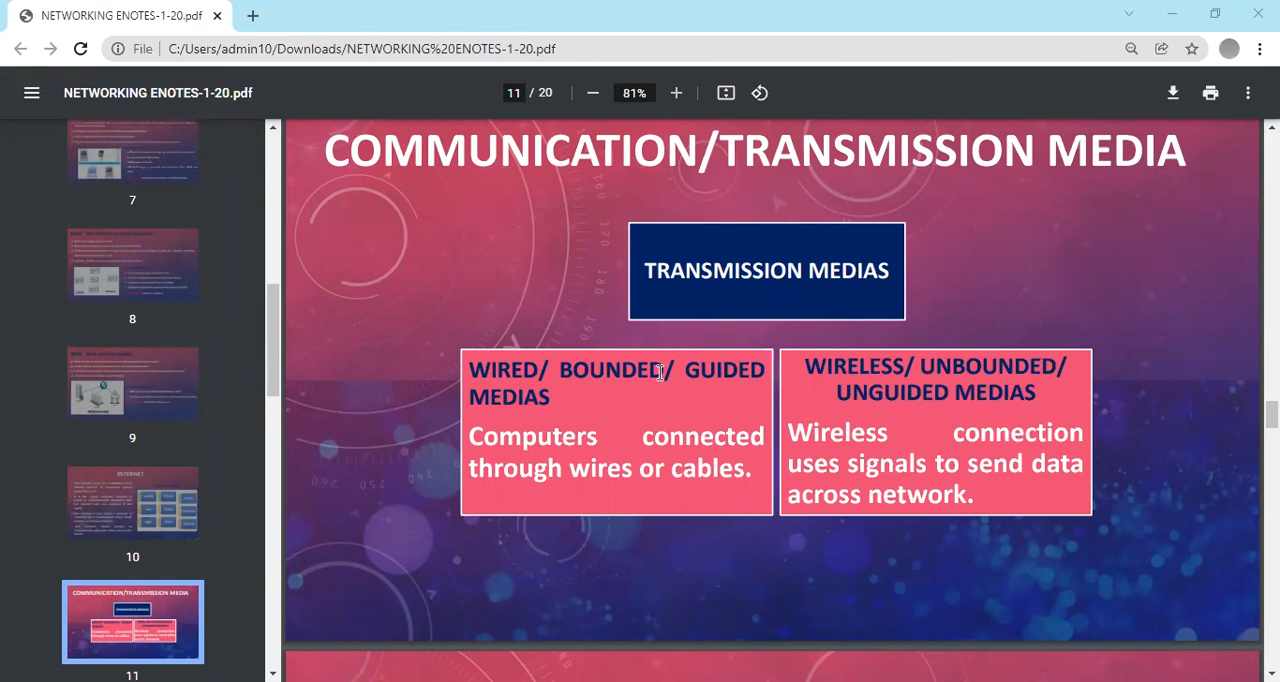 NETWORKING ENOTES-1-20.pdf
File
C:/Users/admin10/Downloads/NETWORKING%20ENOTES-1-20.pdf
NETWORKING ENOTES-1-20.pdf
11 / 20
81%
7
8
9
INTERNET
10
COMMUNICATION/TRANSMISSION MEDIA
11
COMMUNICATION/TRANSMISSION MEDIA
TRANSMISSION MEDIAS
WIRED/ BOUNDED/ GUIDED
MEDIAS
Computers connected
through wires or cables.
WIRELESS/ UNBOUNDED/
UNGUIDED MEDIAS
Wireless connection
uses signals to send data
across network.